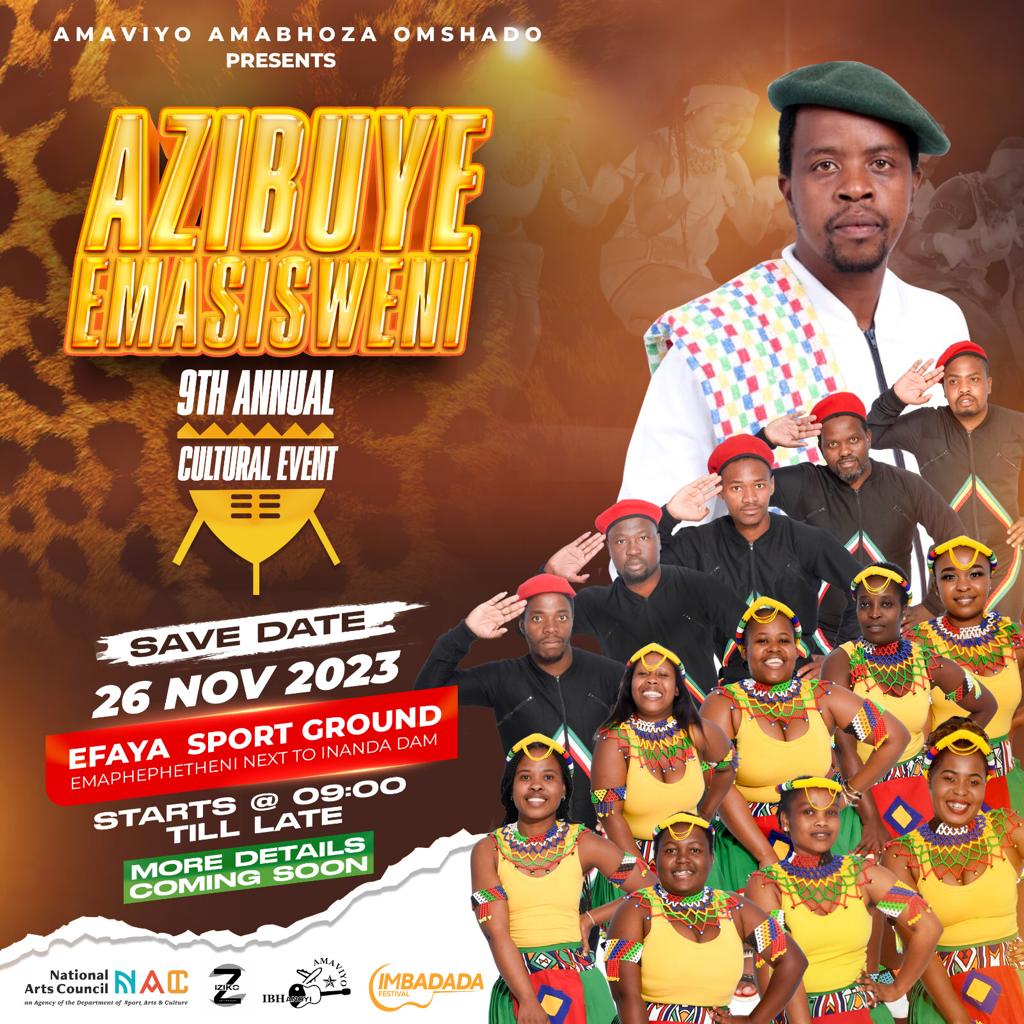 AMAVIYO AMABHOZA OMSHADO
PRESENTS
AZIBUYE
EMASISWENI
9TH ANNUAL
CULTURAL EVENT
SAVE DATE
26 NOV 2023
EFAYA SPORT GROUND
EMAPHEPHETHENI NEXT TO INANDA DAM
STARTS @ 09:00
TILL LATE
MORE DETAILS
COMING SOON
National
Arts Council NAC
an Agency of the Department of Sport, Arts & Culture
AMAVIYO
IMBADADA
FESTIVAL